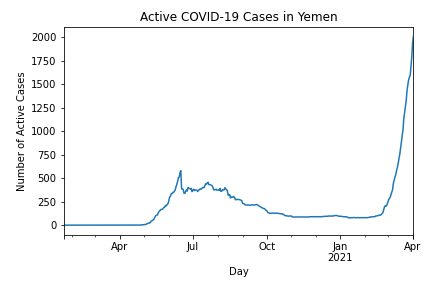 Active COVID-19 Cases in Yemen
Number of Active Cases
2000
1750
1500
1250
1000
750
500
250
0
Apr
Jul
Oct
Jan
2021
Apr
Day